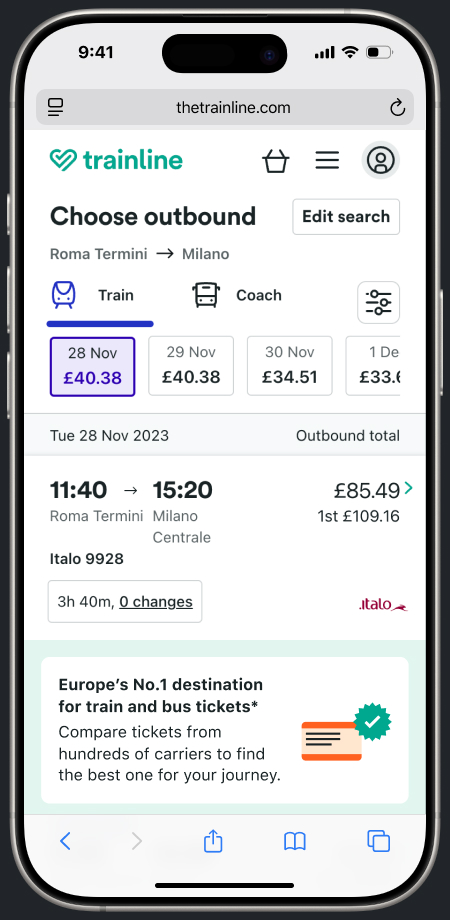 9:41
thetrainline.com
trainline
Choose outbound
Edit search
Roma Termini → Milano
Train
Coach
28 Nov
£40.38
29 Nov
£40.38
30 Nov
£34.51
1 De
£33.6
Tue 28 Nov 2023
Outbound total
11:40 → 15:20
£85.49
Roma Termini
Milano
Centrale
1st £109.16
Italo 9928
3h 40m, 0 changes
.italo
Europe’s No.1 destination
for train and bus tickets*
Compare tickets from
hundreds of carriers to find
the best one for your journey.